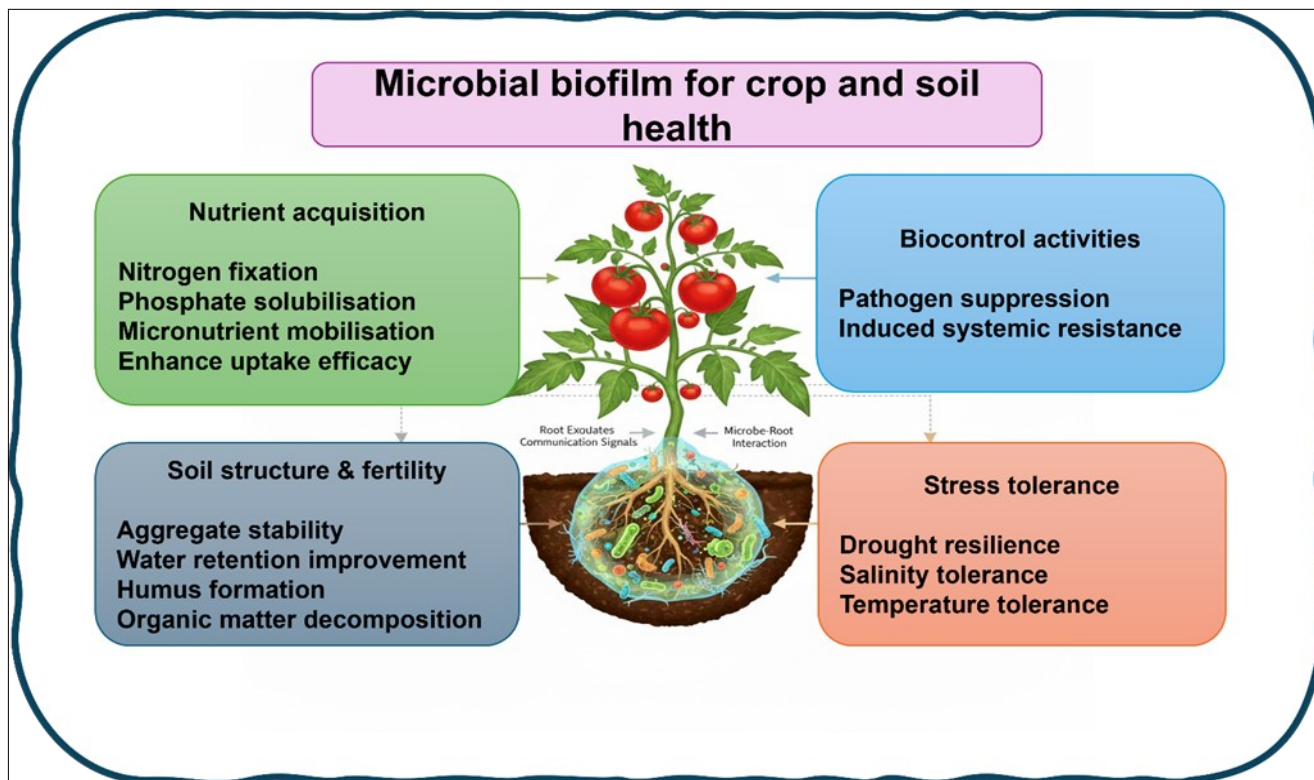 Microbial biofilm for crop and soil
health
Nutrient acquisition
Nitrogen fixation
Phosphate solubilisation
Micronutrient mobilisation
Enhance uptake efficacy
Biocontrol activities
Pathogen suppression
Induced systemic resistance
Root Exoudates
Communication Signals
Microbe-Root
Interaction
Soil structure & fertility
Aggregate stability
Water retention improvement
Humus formation
Organic matter decomposition
Stress tolerance
Drought resilience
Salinity tolerance
Temperature tolerance